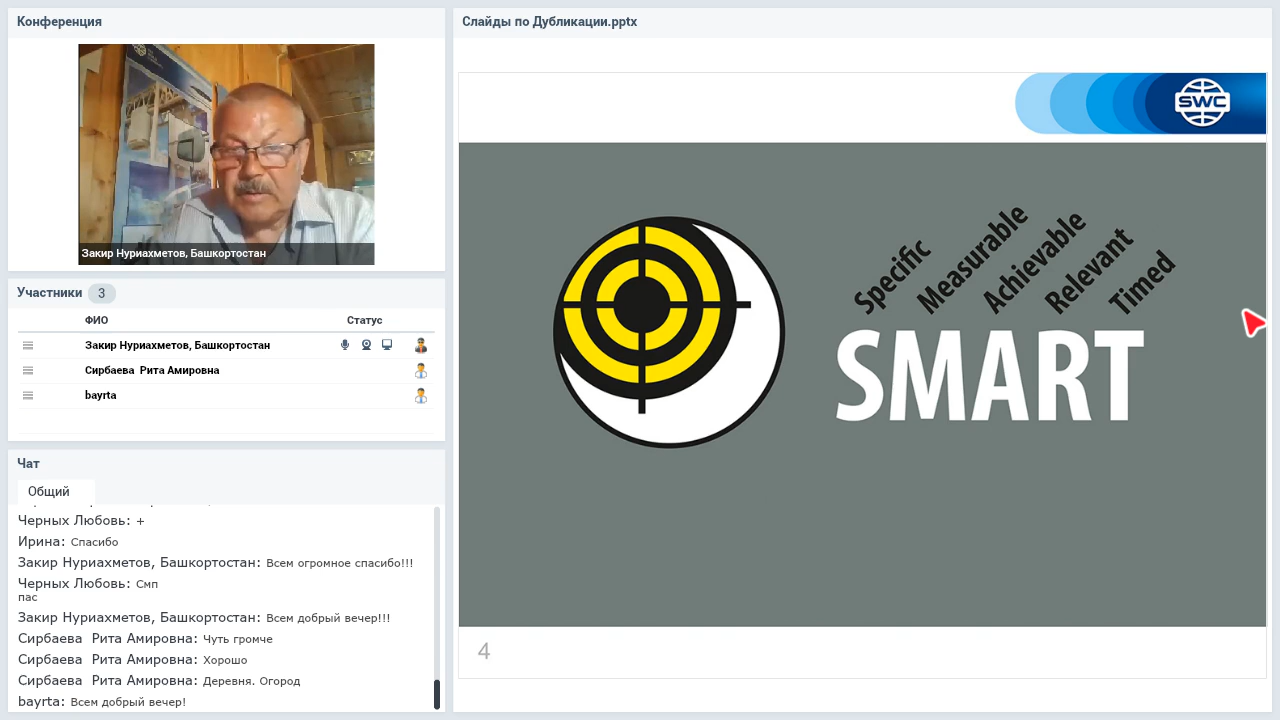 Конференция
Закир Нуриахметов, Башкортостан
Участники 3
ФИО Статус
Закир Нуриахметов, Башкортостан
Сирбаева Рита Амировна
bayrta
Чат
Общий
Черных Любовь: +
Ирина: Спасибо
Закир Нуриахметов, Башкортостан: Всем огромное спасибо!!!
Черных Любовь: Смп
пас
Закир Нуриахметов, Башкортостан: Всем добрый вечер!!!
Сирбаева Рита Амировна: Чуть громче
Сирбаева Рита Амировна: Хорошо
Сирбаева Рита Амировна: Деревня. Огород
bayrta: Всем добрый вечер!
Слайды по Дубликации.pptx
SWC
Specific
Measurable
Achievable
Relevant
Timed
SMART
4